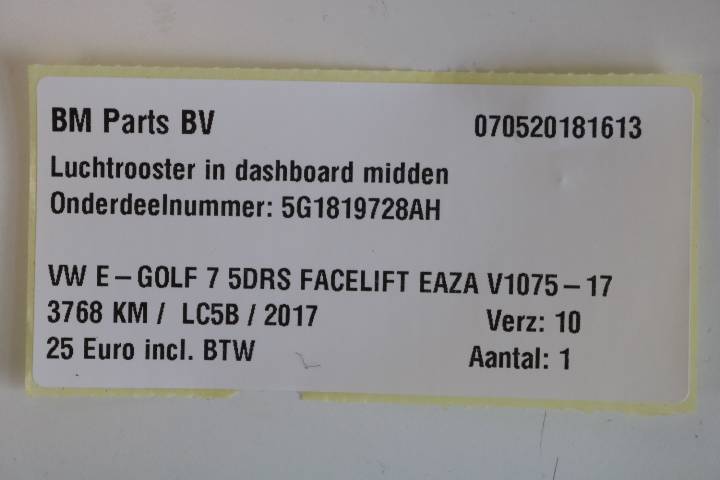 BM Parts BV 070520181613
Luchtrooster in dashboard midden
Onderdeelnummer: 5G1819728AH
VW E-GOLF 7 5DRS FACELIFT EAZA V1075-17
3768 KM / LC5B / 2017 Verz: 10
25 Euro incl. BTW Aantal: 1